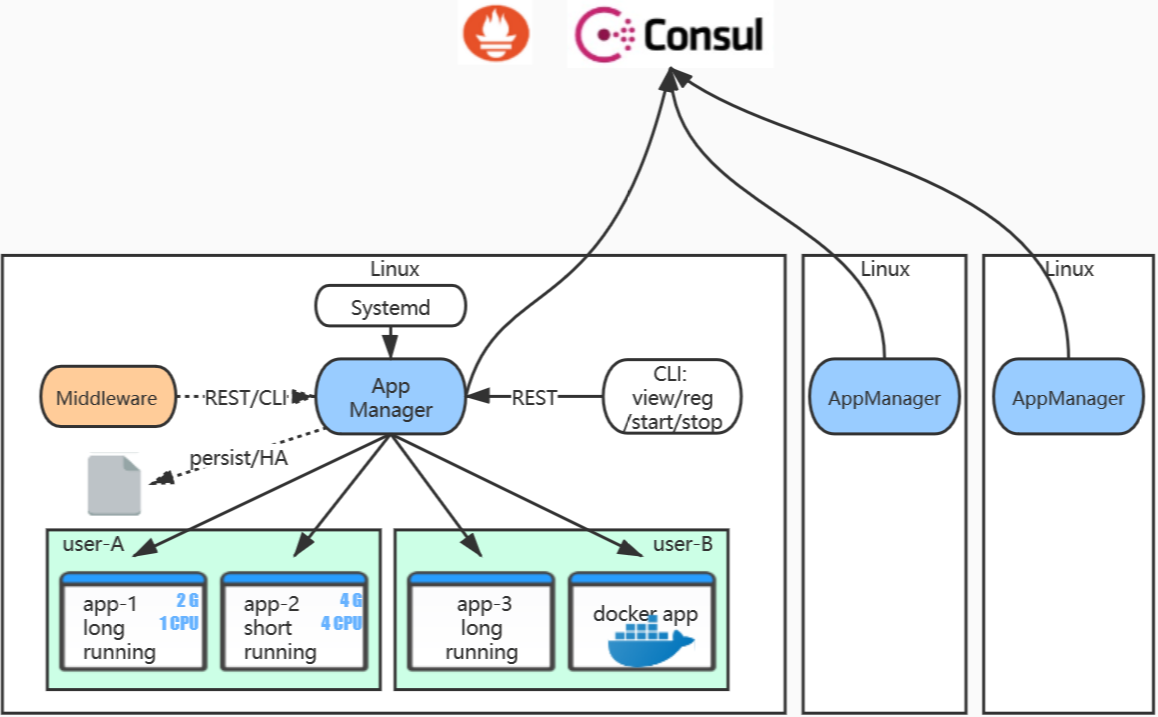 Consul
Linux
Linux
Linux
Systemd
Middleware
REST/CLI
App
Manager
REST
CLI:
view/reg
/start/stop
AppManager
AppManager
persist/HA
user-A
user-B
app-1
long
running
2 G
1 CPU
app-2
short
running
4 G
4 CPU
app-3
long
running
docker app